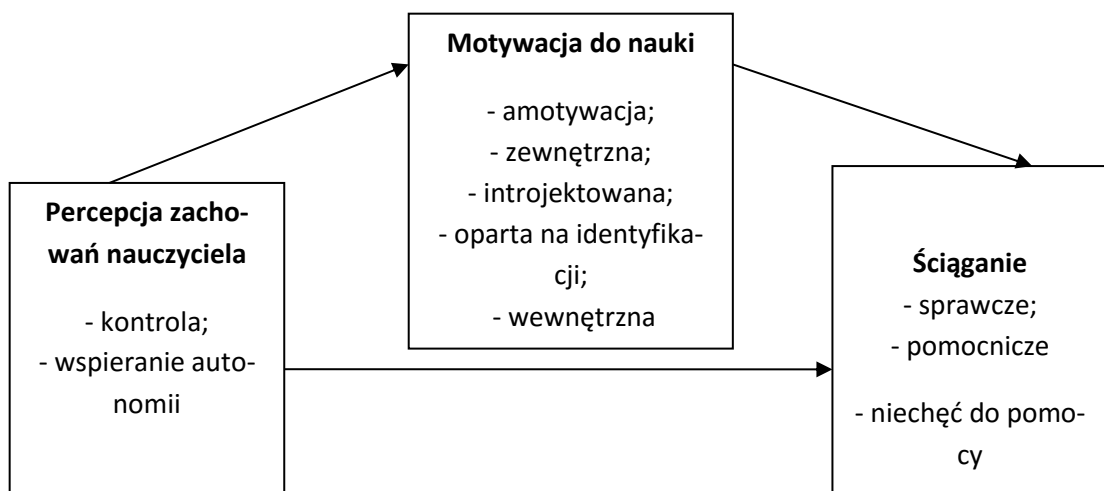 Motywacja do nauki
- amotywacja;
- zewnętrzna;
- introjektowana;
- oparta na identyfika-
cji;
- wewnętrzna
Percepcja zacho-
wań nauczyciela
- kontrola;
- wspieranie auto-
nomii
Ściąganie
- sprawcze;
- pomocnicze
- niechęć do pomo-
cy